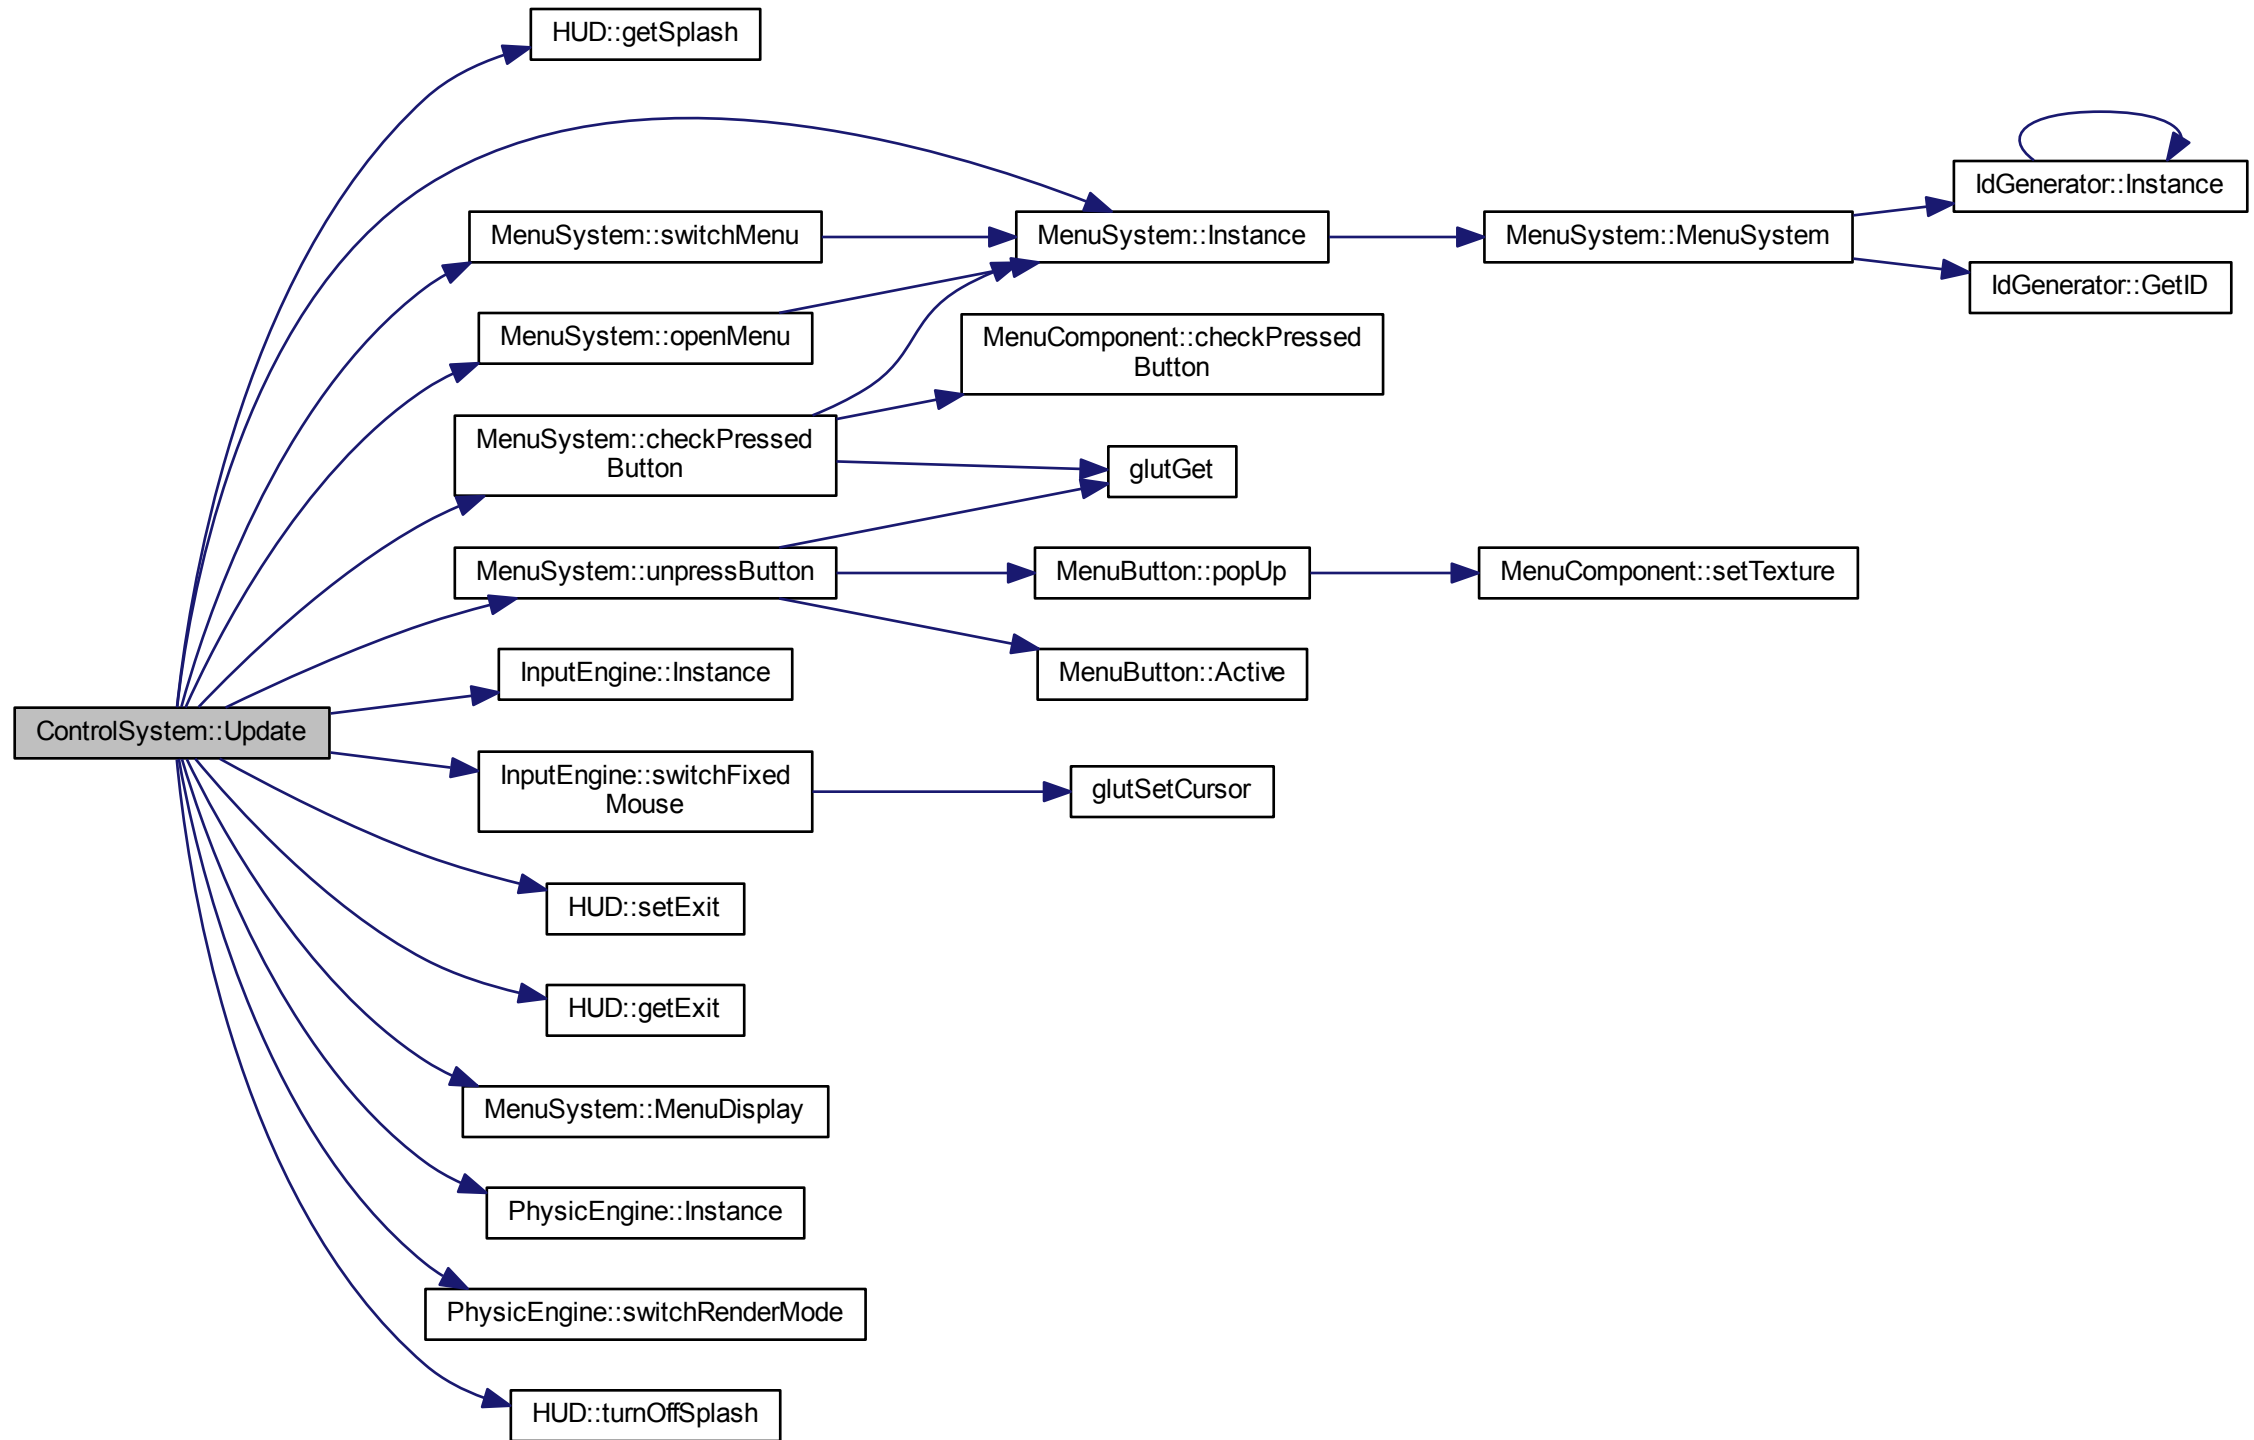 HUD::getSplash
IdGenerator::Instance
MenuSystem::switchMenu
MenuSystem::Instance
MenuSystem::MenuSystem
IdGenerator::GetID
MenuSystem::openMenu
MenuComponent::checkPressed
Button
MenuSystem::checkPressed
Button
glutGet
MenuSystem::unpressButton
MenuButton::popUp
MenuComponent::setTexture
InputEngine::Instance
MenuButton::Active
ControlSystem::Update
InputEngine::switchFixed
Mouse
glutSetCursor
HUD::setExit
HUD::getExit
MenuSystem::MenuDisplay
PhysicEngine::Instance
PhysicEngine::switchRenderMode
HUD::turnOffSplash